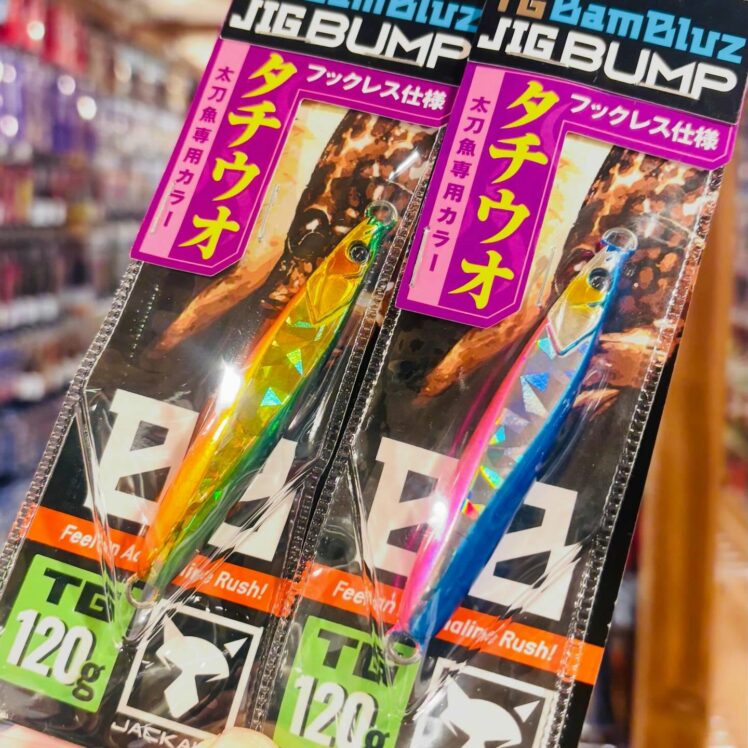 BamBluz
JIG BUMP
フックレス仕様
タチウオ
太刀魚専用カラー
Rush!
TG
120g
TG BamBluz
JIG BUMP
フックレス仕様
タチウオ
太刀魚専用カラー
Rush!
TG
120g